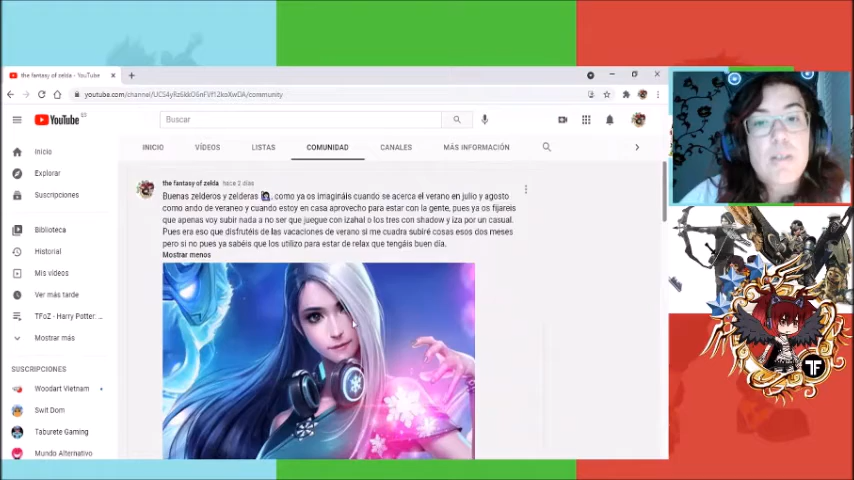 the fantasy of zelda - YouTube
youtube.com/channel/UCS4yRz6kkO6nFVf12koXwDA/community
YouTube ES
Buscar
INICIO VÍDEOS LISTAS COMUNIDAD CANALES MÁS INFORMACIÓN
Inicio
Explorar
Suscripciones
Biblioteca
Historial
Mis vídeos
Ver más tarde
TFoZ - Harry Potter: ...
Mostrar más
SUSCRIPCIONES
Woodart Vietnam
Swit Dom
Taburete Gaming
Mundo Alternativo
the fantasy of zelda hace 2 días
Buenas zelderos y zelderas , como ya os imagináis cuando se acerca el verano en julio y agosto
como ando de veraneo y cuando estoy en casa aprovecho para estar con la gente, pues ya os fijareis
que apenas voy subir nada a no ser que juegue con izahal o los tres con shadow y iza por un casual.
Pues era eso que disfrutéis de las vacaciones de verano si me cuadra subiré cosas esos dos meses
pero si no pues ya sabéis que los utilizo para estar de relax que tengáis buen día.
Mostrar menos
TF